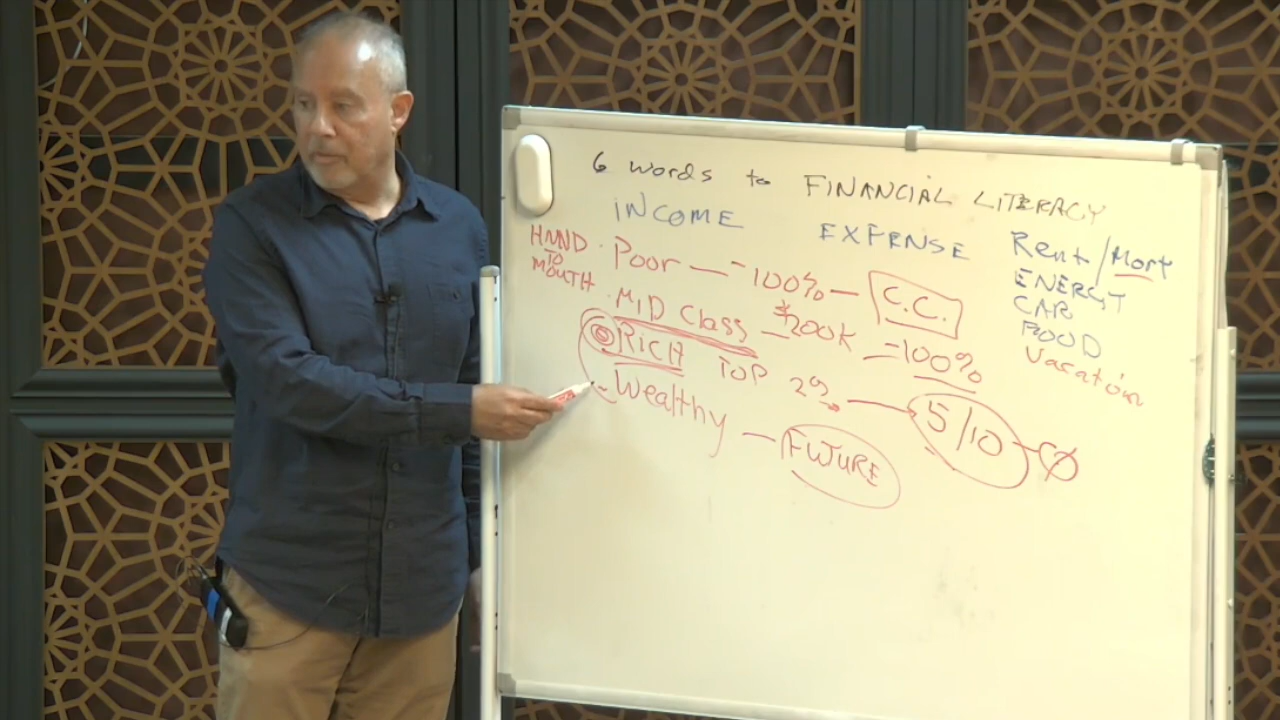 6 words to FINANCIAL LITERACY
INCOME EXPENSE
Rent/Mort
ENERGY
CAR
FOOD
Vacation
HAND TO MOUTH
Poor — -100% — C.C.
MID Class — $200K — -100%
RICH TOP 2% — 5/10 - Ø
Wealthy — FUTURE